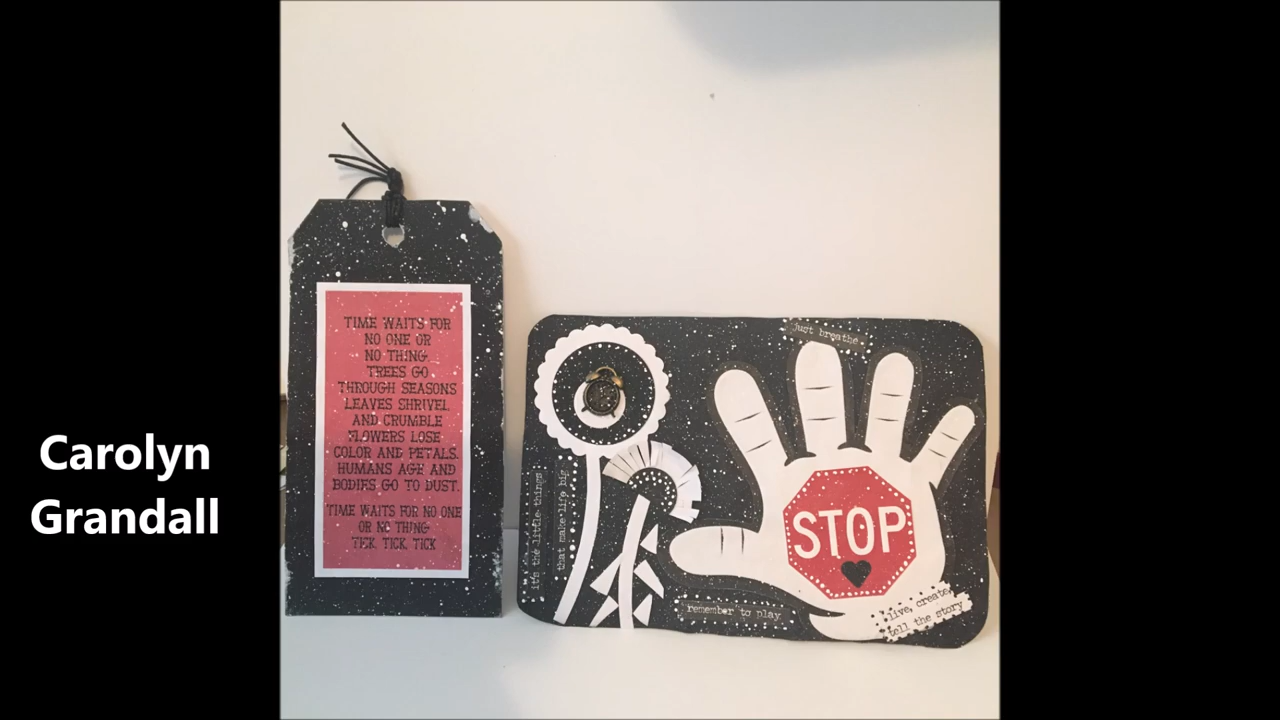 Carolyn
Grandall
TIME WAITS FOR
NO ONE OR
NO THING
TREES GO
THROUGH SEASONS
LEAVES SHRIVEL
AND CRUMBLE
FLOWERS LOSE
COLOR AND PETALS.
HUMANS AGE AND
BODIES GO TO DUST.
TIME WAITS FOR NO ONE
OR NO THING
TICK, TICK, TICK
it's the little things
that make life big
Just breathe.
STOP
remember to play
live, create,
tell the story